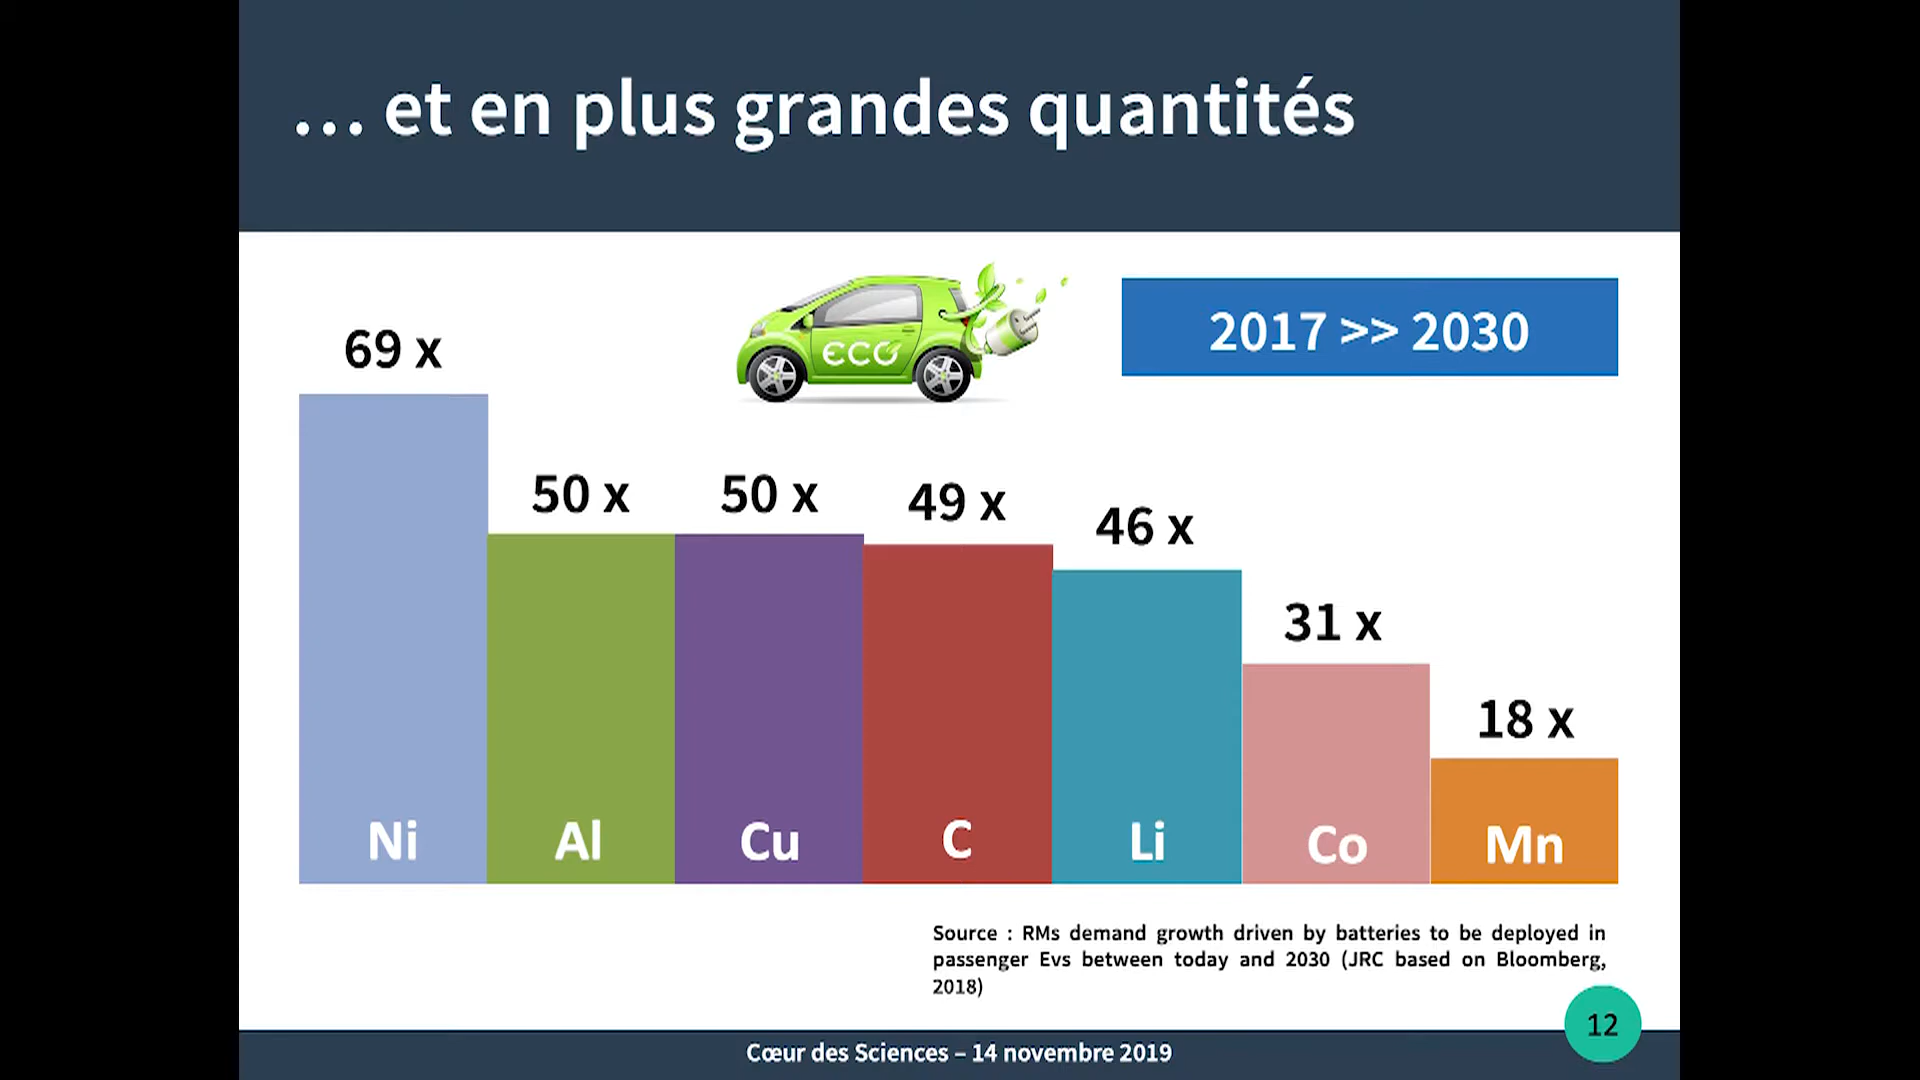 ... et en plus grandes quantités
ECO
2017 >> 2030
69 x
50 x
50 x
49 x
46 x
31 x
18 x
Ni
Al
Cu
C
Li
Co
Mn
Source : RMs demand growth driven by batteries to be deployed in
passenger Evs between today and 2030 (JRC based on Bloomberg,
2018)
12
Cœur des Sciences – 14 novembre 2019